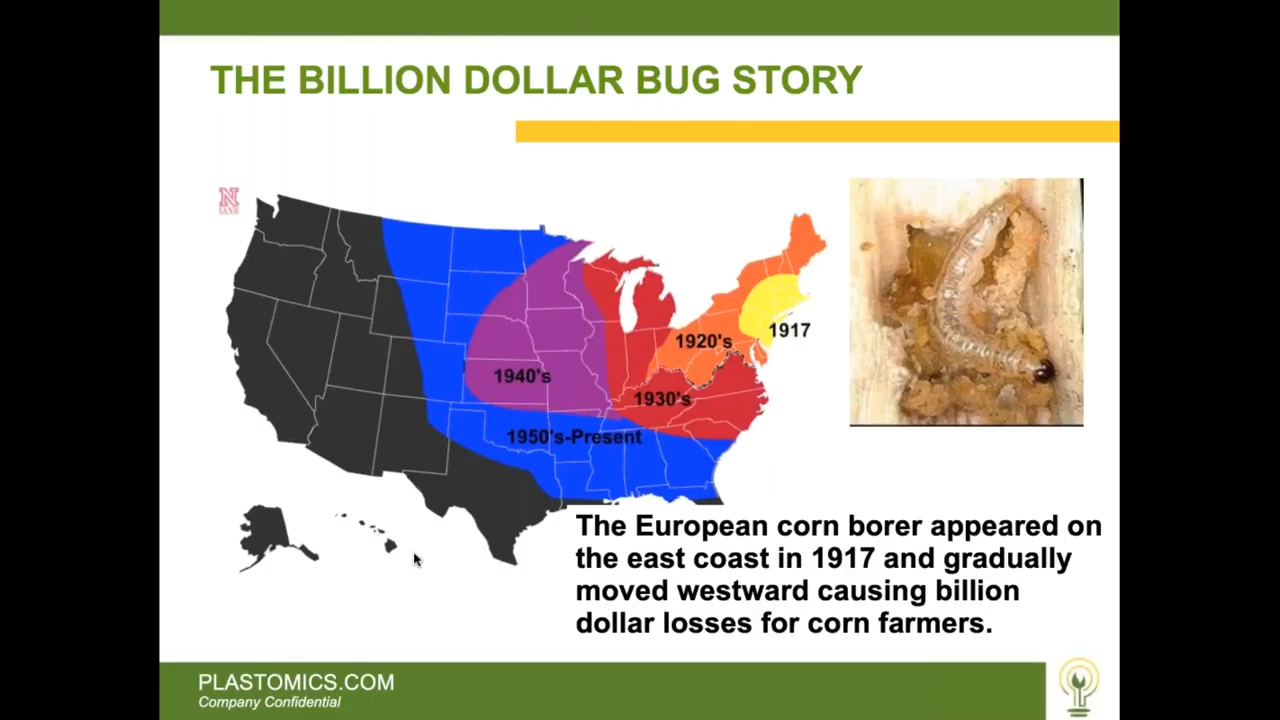 THE BILLION DOLLAR BUG STORY
N
IANR
1917
1920's
1940's
1930's
1950's-Present
The European corn borer appeared on
the east coast in 1917 and gradually
moved westward causing billion
dollar losses for corn farmers.
PLASTOMICS.COM
Company Confidential